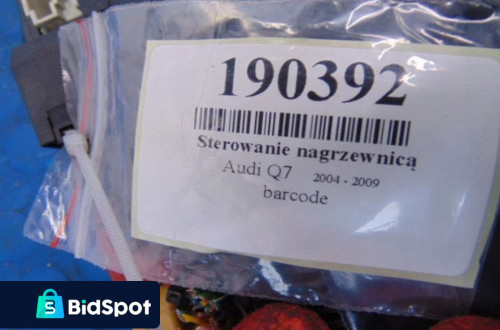 190392
Sterowanie nagrzewnicą
Audi Q7 2004 - 2009
barcode
S
BidSpot